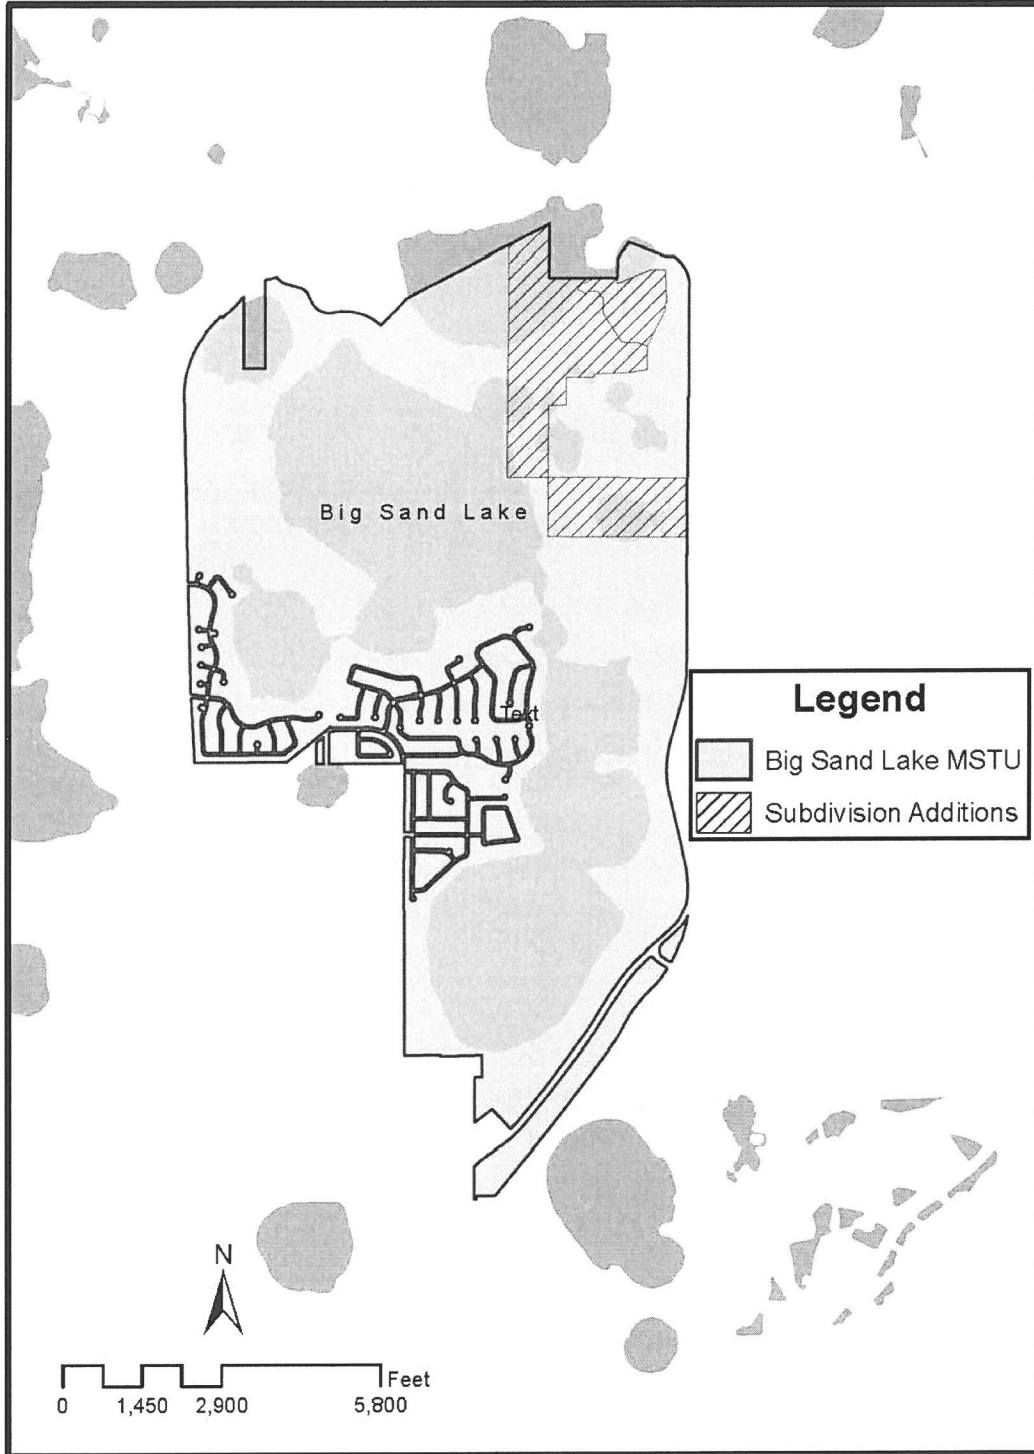 Big Sand Lake
Text
Legend
Big Sand Lake MSTU
Subdivision Additions
N
Feet
0 1,450 2,900 5,800